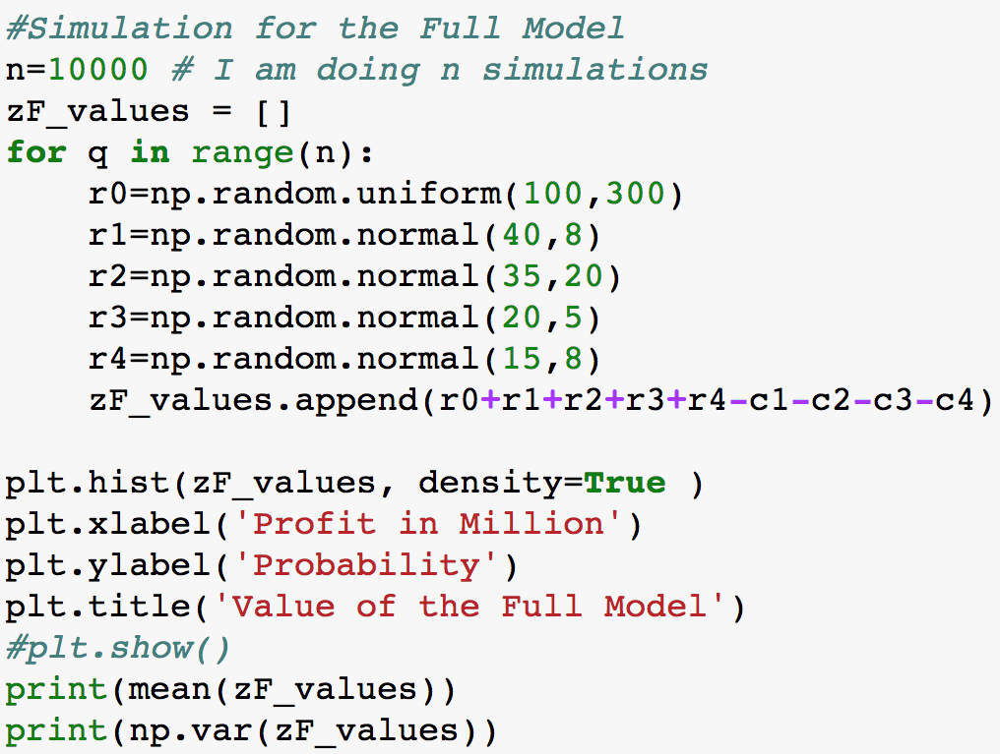 #Simulation for the Full Model
n=10000 # I am doing n simulations
zF_values = []
for q in range(n):
    r0=np.random.uniform(100,300)
    r1=np.random.normal(40,8)
    r2=np.random.normal(35,20)
    r3=np.random.normal(20,5)
    r4=np.random.normal(15,8)
    zF_values.append(r0+r1+r2+r3+r4-c1-c2-c3-c4)

plt.hist(zF_values, density=True )
plt.xlabel('Profit in Million')
plt.ylabel('Probability')
plt.title('Value of the Full Model')
#plt.show()
print(mean(zF_values))
print(np.var(zF_values))